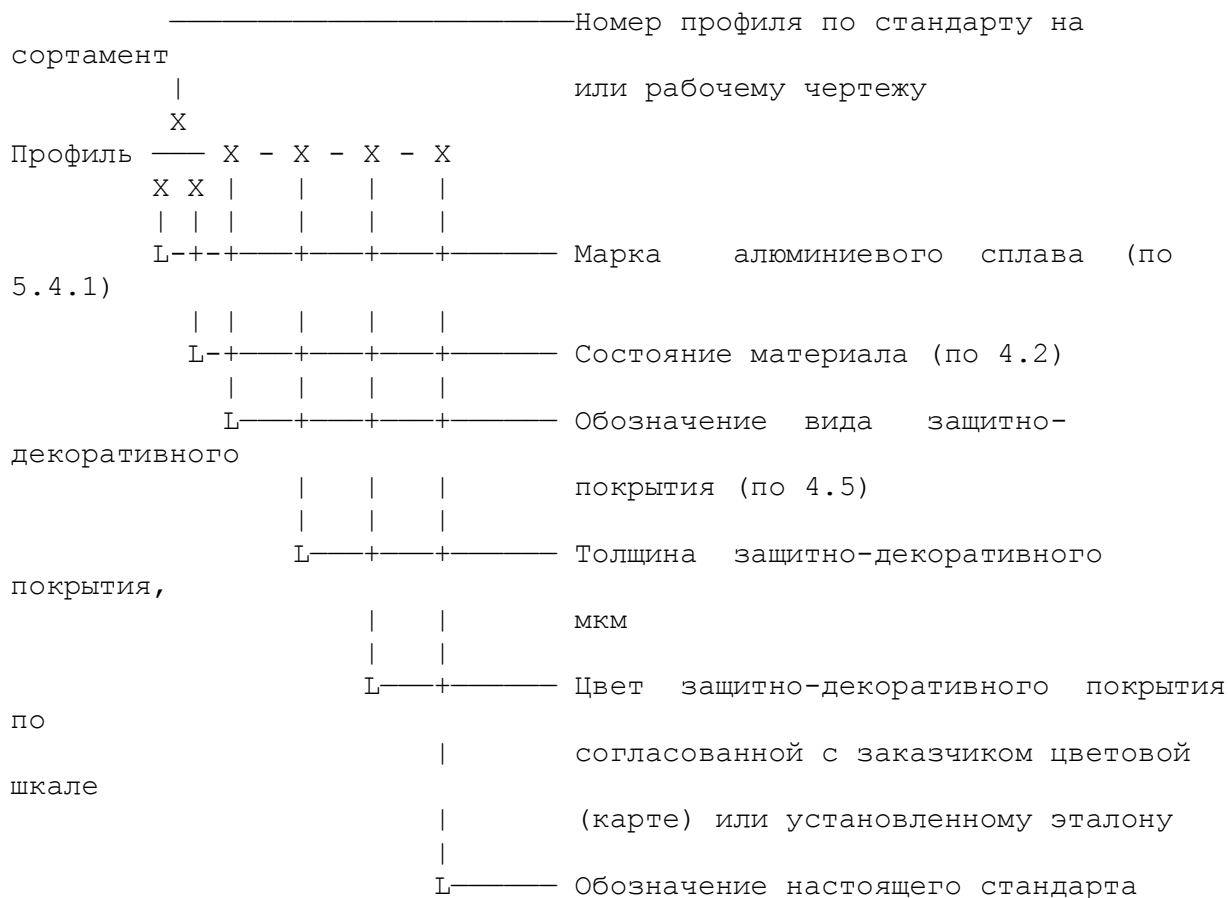 Номер профиля по стандарту на
сортамент
или рабочему чертежу
X
Профиль ─── X - X - X - X
X X
Марка алюминиевого сплава (по
5.4.1)
Состояние материала (по 4.2)
Обозначение вида защитно-
декоративного
покрытия (по 4.5)
Толщина защитно-декоративного
покрытия,
мкм
Цвет защитно-декоративного покрытия
по
согласованной с заказчиком цветовой
шкале
(карте) или установленному эталону
Обозначение настоящего стандарта